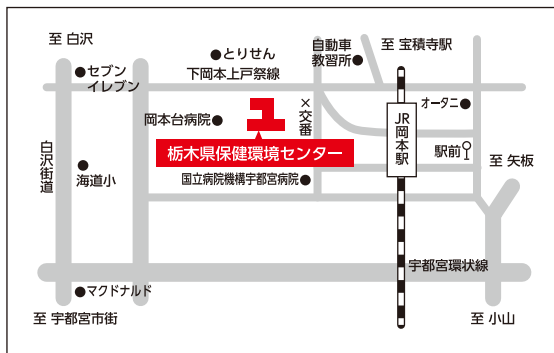 至 白沢
とりせん
自動車
教習所
至 宝積寺駅
セブン
イレブン
下岡本上戸祭線
オータニ
×交番
岡本台病院
JR岡本駅
栃木県保健環境センター
駅前
至 矢板
白沢街道
海道小
国立病院機構宇都宮病院
宇都宮環状線
マクドナルド
至 宇都宮市街
至 小山